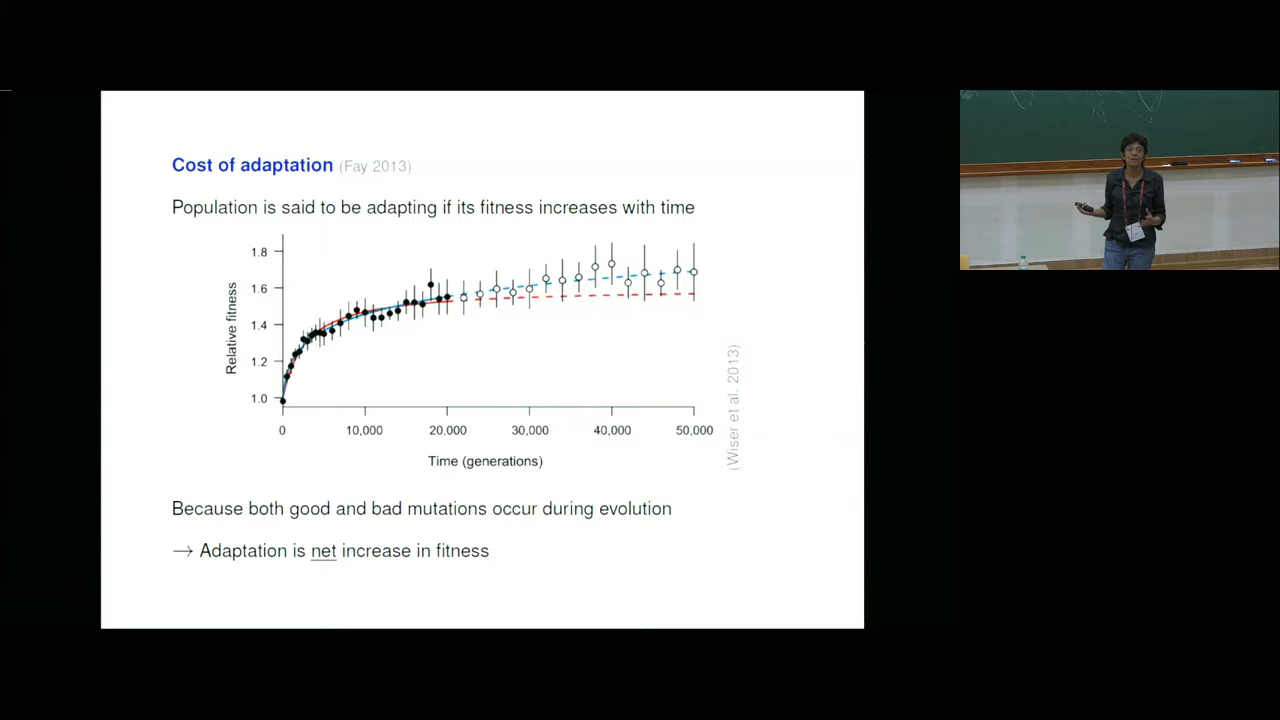 Cost of adaptation (Fay 2013)
Population is said to be adapting if its fitness increases with time
1.8
1.6
1.4
1.2
1.0
Relative fitness
0 10,000 20,000 30,000 40,000 50,000
Time (generations)
(Wiser et al. 2013)
Because both good and bad mutations occur during evolution
→ Adaptation is net increase in fitness